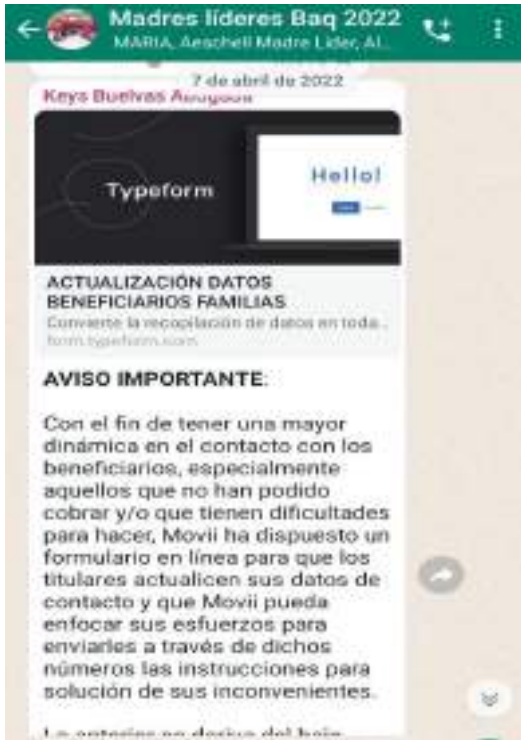 Madres líderes Baq 2022
MARIA, Aeschell Madre Lider, Al...
7 de abril de 2022
Keys Buelvas
Typeform
Hello!
ACTUALIZACIÓN DATOS
BENEFICIARIOS FAMILIAS
Convierte la recopilación de datos en toda...
form.typeform.com
AVISO IMPORTANTE:
Con el fin de tener una mayor
dinámica en el contacto con los
beneficiarios, especialmente
aquellos que no han podido
cobrar y/o que tienen dificultades
para hacer, Movii ha dispuesto un
formulario en línea para que los
titulares actualicen sus datos de
contacto y que Movii pueda
enfocar sus esfuerzos para
enviarles a través de dichos
números las instrucciones para
solución de sus inconvenientes.